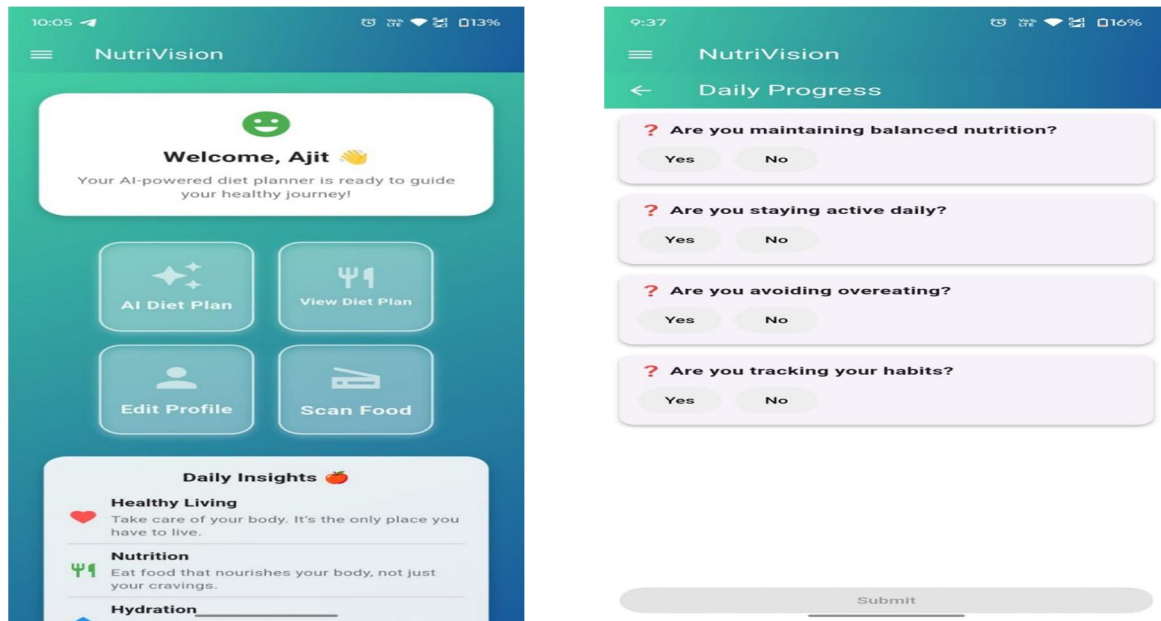 10:05
VoLTE
13%
NutriVision
Welcome, Ajit 👋
Your AI-powered diet planner is ready to guide
your healthy journey!
AI Diet Plan
View Diet Plan
Edit Profile
Scan Food
Daily Insights 🍎
Healthy Living
Take care of your body. It's the only place you
have to live.
Nutrition
Eat food that nourishes your body, not just
your cravings.
Hydration
9:37
VoLTE
16%
NutriVision
Daily Progress
❓ Are you maintaining balanced nutrition?
Yes No
❓ Are you staying active daily?
Yes No
❓ Are you avoiding overeating?
Yes No
❓ Are you tracking your habits?
Yes No
Submit